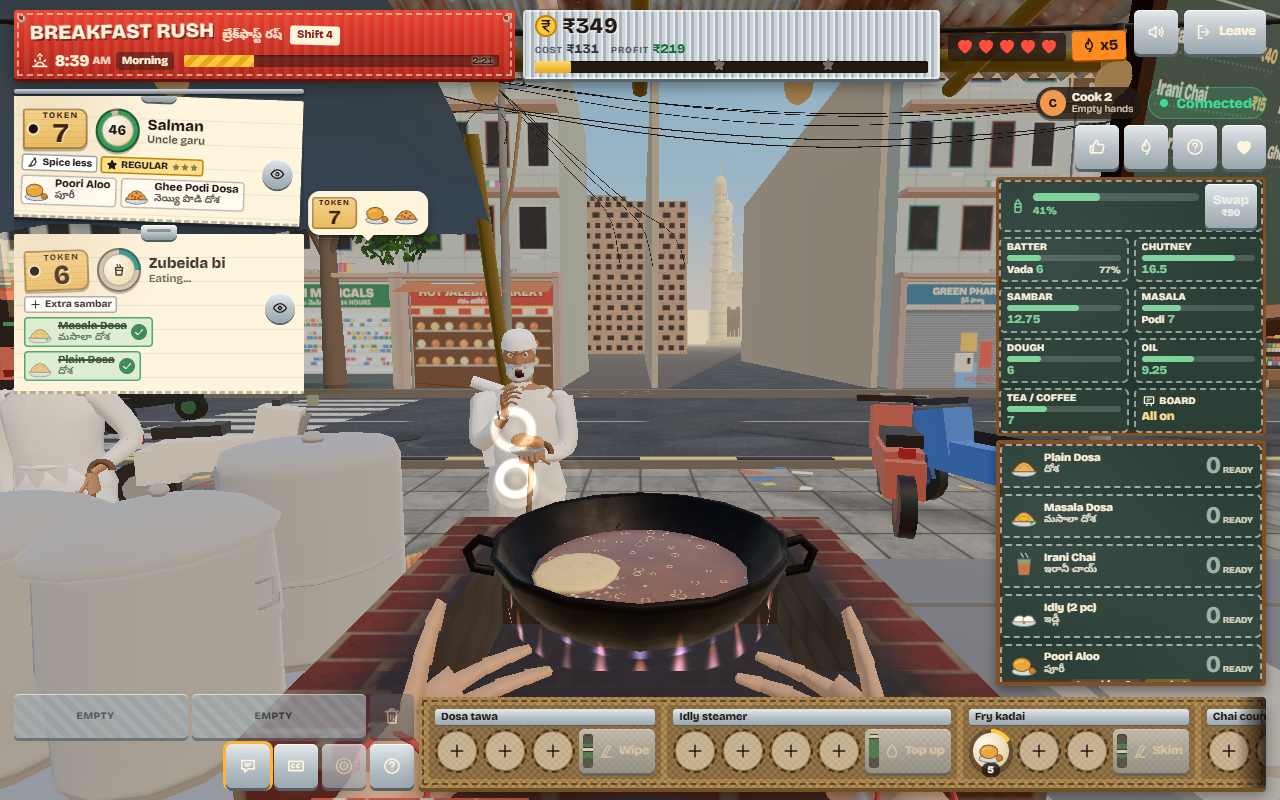 BREAKFAST RUSH బ్రేక్‌ఫాస్ట్ రష్ Shift 4
8:39 AM Morning 2:21
₹349
COST ₹131 PROFIT ₹219
x5
Leave
C Cook 2
Empty hands
Connected
Irani Chai ₹15
TOKEN
7
46
Salman
Uncle garu
Spice less
REGULAR ★★★
Poori Aloo
పూరీ
Ghee Podi Dosa
నెయ్యి పొడి దోశ
TOKEN
7
TOKEN
6
Zubeida bi
Eating...
+ Extra sambar
Masala Dosa
మసాలా దోశ
Plain Dosa
దోశ
HOT JALEBI BAKERY
GREEN PHAR
41%
Swap
₹90
BATTER
Vada 6 77%
CHUTNEY
16.5
SAMBAR
12.75
MASALA
Podi 7
DOUGH
6
OIL
9.25
TEA / COFFEE
7
BOARD
All on
Plain Dosa
దోశ
0 READY
Masala Dosa
మసాలా దోశ
0 READY
Irani Chai
ఇరానీ చాయ్
0 READY
Idly (2 pc)
ఇడ్లీ
0 READY
Poori Aloo
పూరీ
0 READY
EMPTY
EMPTY
Dosa tawa
Wipe
Idly steamer
Top up
Fry kadai
5
Skim
Chai coun